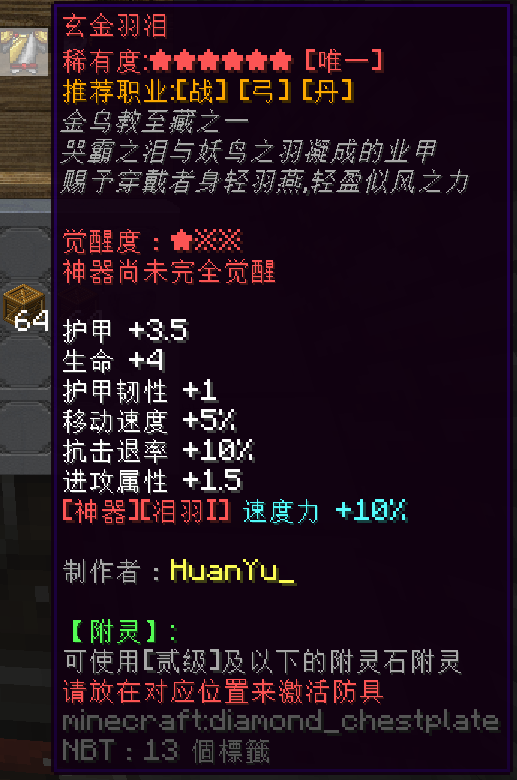 玄金羽泪
稀有度:★★★★★★ [唯一]
推荐职业:[战] [弓] [丹]
金乌教至藏之一
哭霸之泪与妖鸟之羽凝成的业甲
赐予穿戴者身轻羽燕,轻盈似风之力
觉醒度：★※※
神器尚未完全觉醒
护甲 +3.5
生命 +4
护甲韧性 +1
移动速度 +5%
抗击退率 +10%
进攻属性 +1.5
[神器][泪羽I] 速度力 +10%
制作者：HuanYu_
【附灵】:
可使用[贰级]及以下的附灵石附灵
请放在对应位置来激活防具
minecraft:diamond_chestplate
NBT：13 個標籤
64